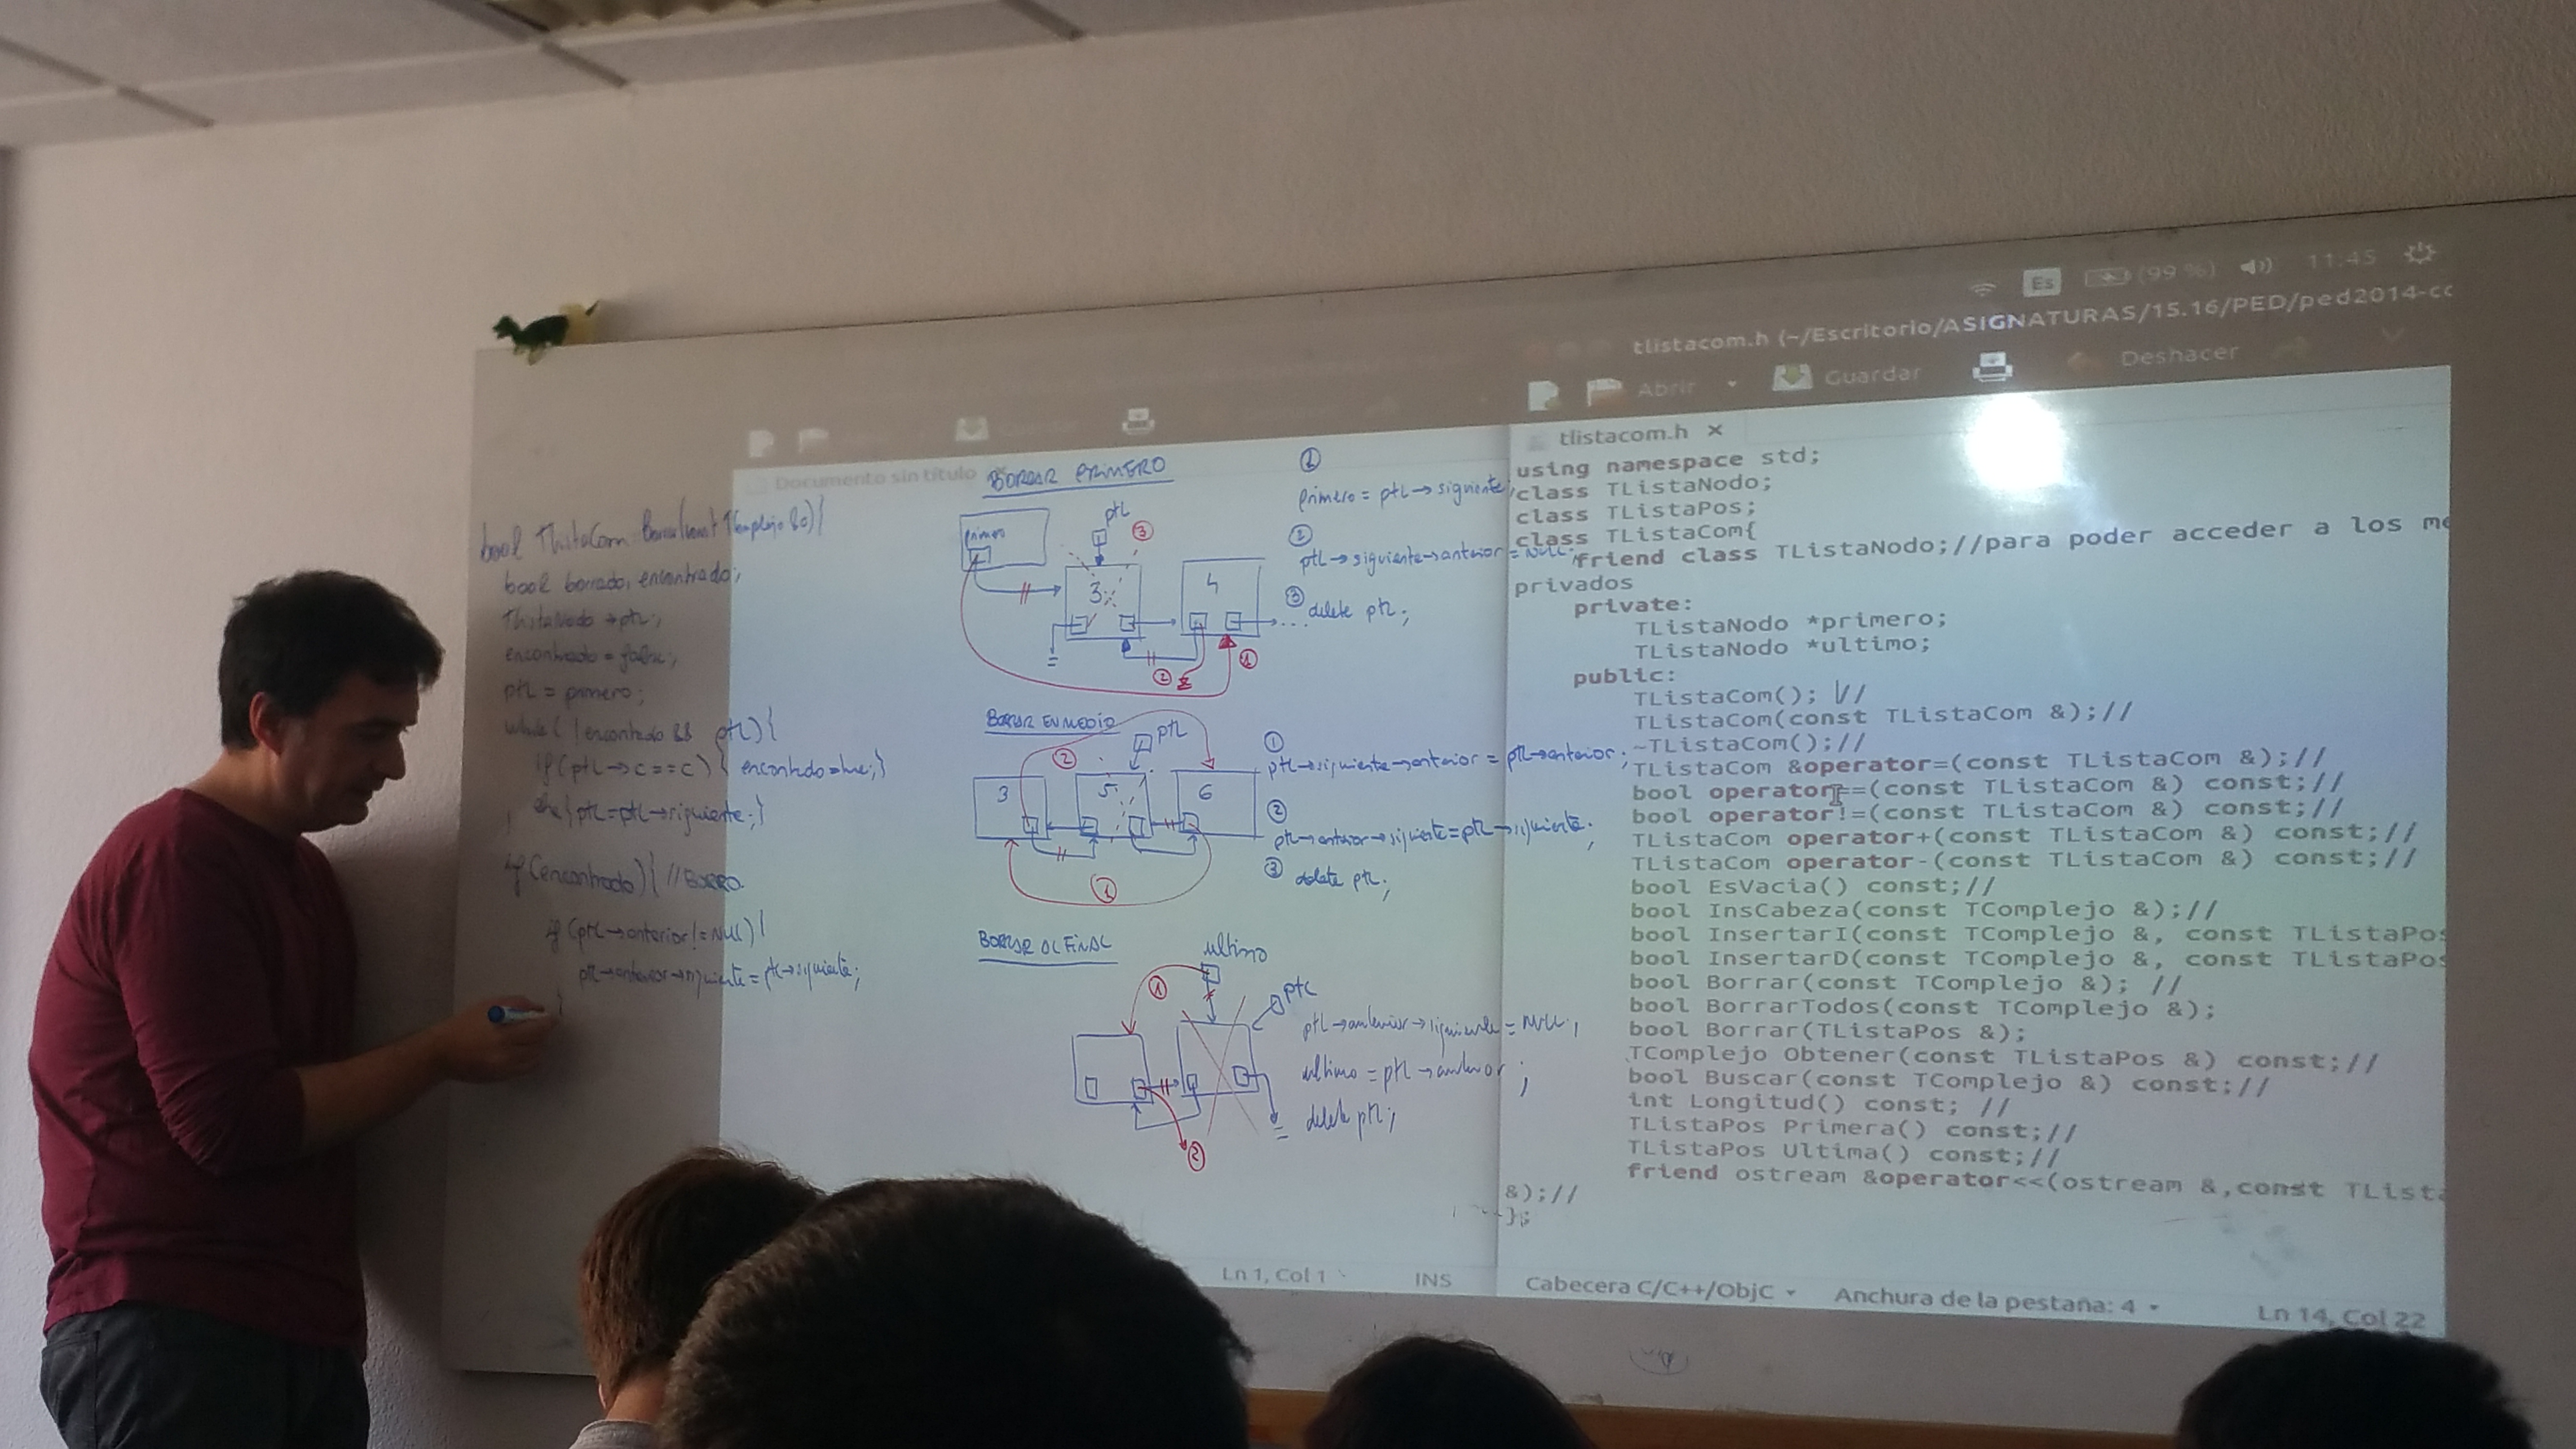 tlistacom.h (~/Escritorio/ASIGNATURAS/15.16/PED/ped2014-cc
Es
(99 %)
11:45
Abrir
Guardar
Deshacer
Documento sin título
tlistacom.h ×
using namespace std;
class TListaNodo;
class TListaPos;
class TListaCom{
friend class TListaNodo;//para poder acceder a los me
privados
private:
TListaNodo *primero;
TListaNodo *ultimo;
public:
TListaCom(); //
TListaCom(const TListaCom &);//
~TListaCom();//
TListaCom &operator=(const TListaCom &);//
bool operator==(const TListaCom &) const;//
bool operator!=(const TListaCom &) const;//
TListaCom operator+(const TListaCom &) const;//
TListaCom operator-(const TListaCom &) const;//
bool EsVacia() const;//
bool InsCabeza(const TComplejo &);//
bool InsertarI(const TComplejo &, const TListaPos
bool InsertarD(const TComplejo &, const TListaPos
bool Borrar(const TComplejo &); //
bool BorrarTodos(const TComplejo &);
bool Borrar(TListaPos &);
TComplejo Obtener(const TListaPos &) const;//
bool Buscar(const TComplejo &) const;//
int Longitud() const; //
TListaPos Primera() const;//
TListaPos Ultima() const;//
friend ostream &operator<<(ostream &,const TLista
&);//
};
Ln 1, Col 1
INS
Cabecera C/C++/ObjC
Anchura de la pestaña: 4
Ln 14, Col 22
bool borrado, encontrado;
encontrado = false;
ptL = primero;
while( !encontrado && ptL){
if (ptL→c==c){ encontrado=true;}
else{ ptL=ptL→siguiente;}
}
if(encontrado){ //BORRO.
if (ptL→anterior!=NULL){
ptL→anterior→siguiente=ptL→siguiente;
}
BORRAR PRIMERO
primero
ptL
3
4
① primero = ptL→siguiente;
② ptL→siguiente→anterior=NULL;
③ delete ptL;
BORRAR EN MEDIO
ptL
3
5
6
① ptL→siguiente→anterior = ptL→anterior;
② ptL→anterior→siguiente=ptL→siguiente;
③ delete ptL;
BORRAR AL FINAL
ultimo
ptL
ptL→anterior→siguiente=NULL;
ultimo=ptL→anterior;
delete ptL;